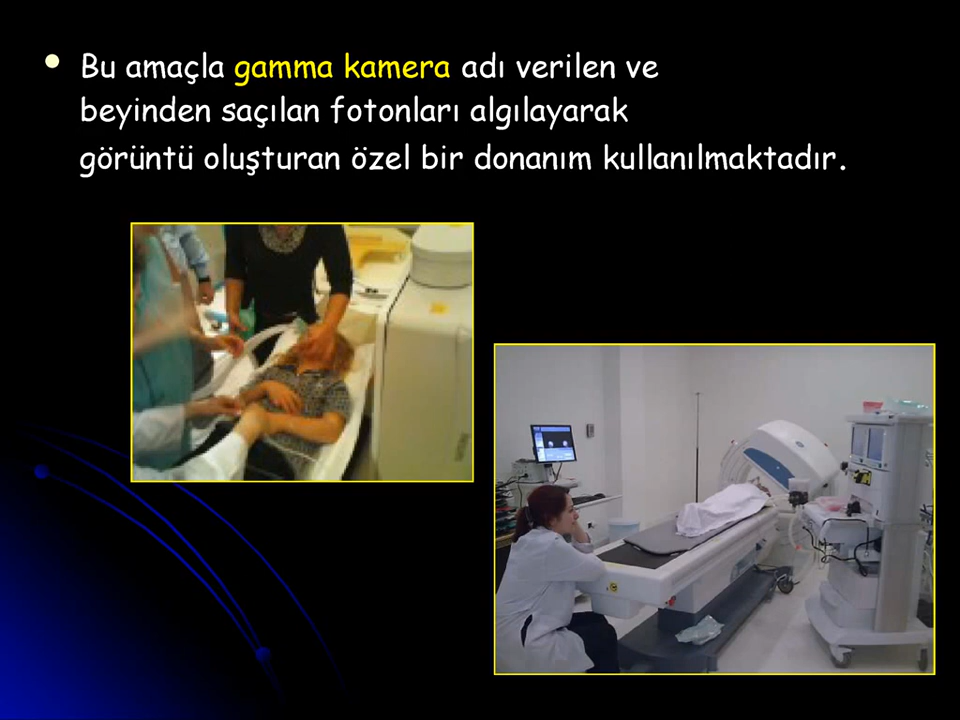 • Bu amaçla gamma kamera adı verilen ve
beyinden saçılan fotonları algılayarak
görüntü oluşturan özel bir donanım kullanılmaktadır.